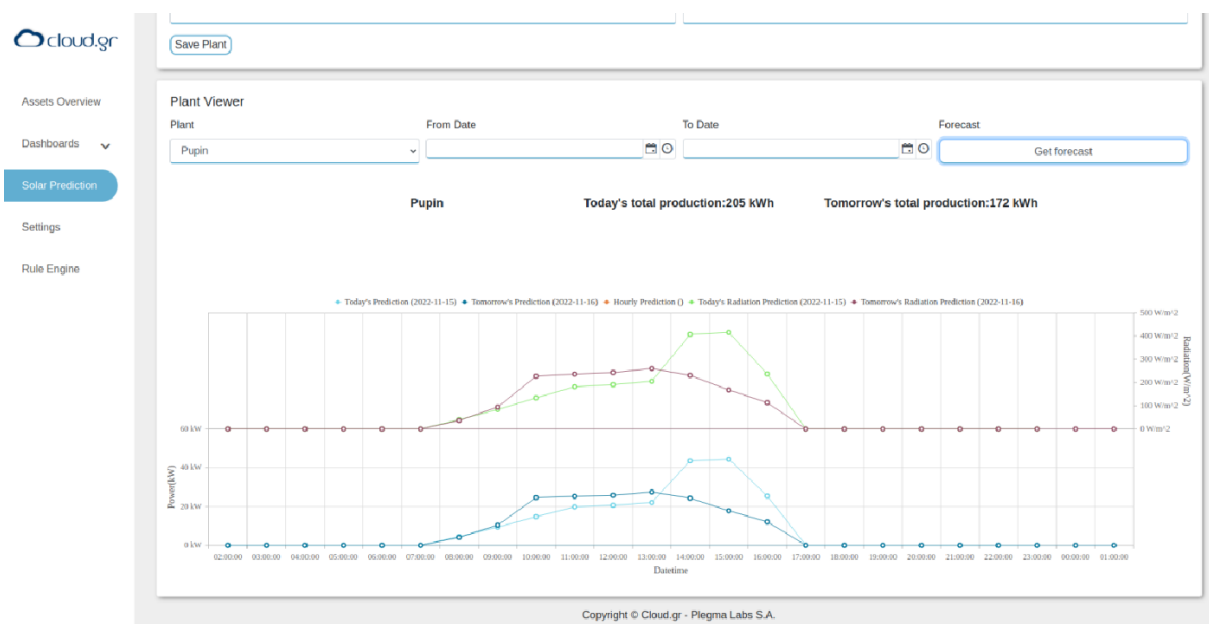 cloud.gr
Save Plant
Assets Overview
Dashboards
Solar Prediction
Settings
Rule Engine
Plant Viewer
Plant From Date To Date Forecast
Pupin Get forecast
Pupin Today's total production:205 kWh Tomorrow's total production:172 kWh
Today's Prediction (2022-11-15) Tomorrow's Prediction (2022-11-16) Hourly Prediction () Today's Radiation Prediction (2022-11-15) Tomorrow's Radiation Prediction (2022-11-16)
500 W/m^2
400 W/m^2
300 W/m^2
200 W/m^2
100 W/m^2
0 W/m^2
Radiation(W/m^2)
60 kW
40 kW
20 kW
0 kW
Power(kW)
02:00:00 03:00:00 04:00:00 05:00:00 06:00:00 07:00:00 08:00:00 09:00:00 10:00:00 11:00:00 12:00:00 13:00:00 14:00:00 15:00:00 16:00:00 17:00:00 18:00:00 19:00:00 20:00:00 21:00:00 22:00:00 23:00:00 00:00:00 01:00:00
Datetime
Copyright © Cloud.gr - Plegma Labs S.A.